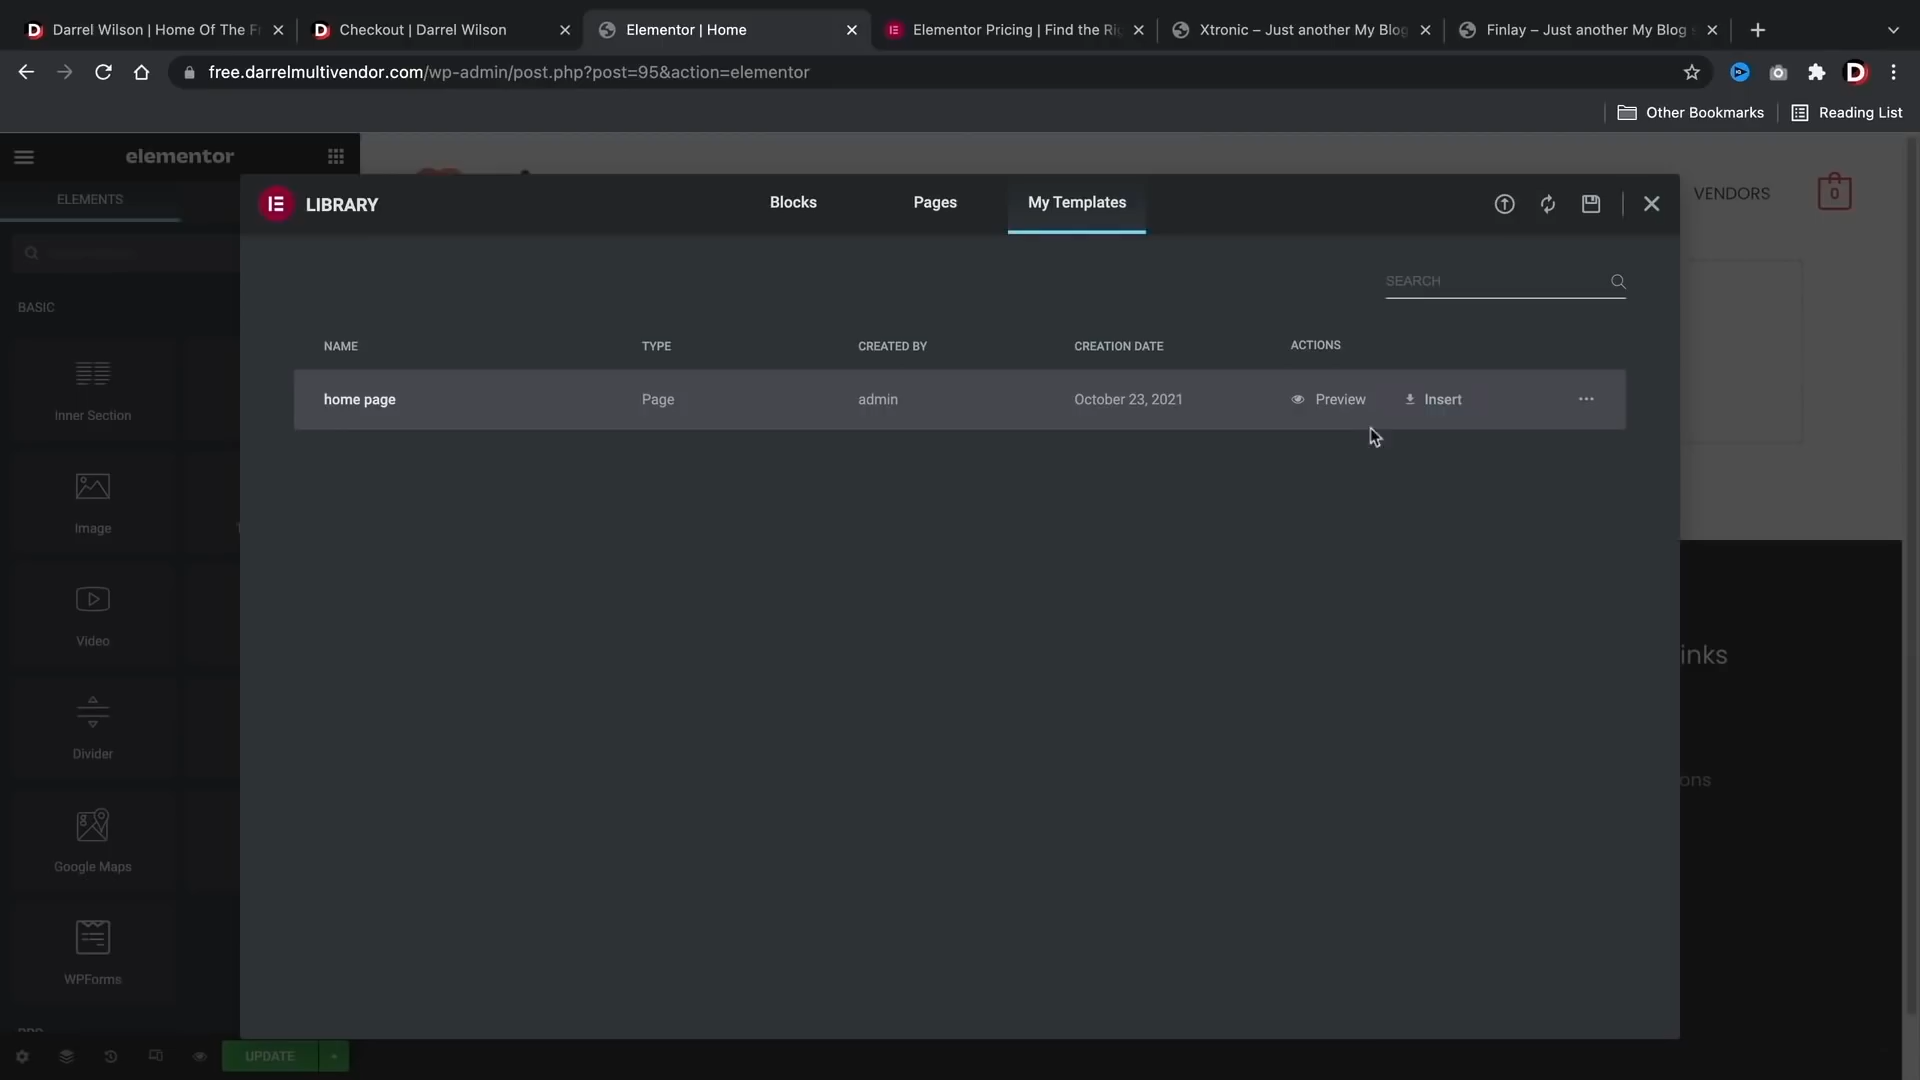 Darrel Wilson | Home Of The F
Checkout | Darrel Wilson
Elementor | Home
Elementor Pricing | Find the Rig
Xtronic – Just another My Blog
Finlay – Just another My Blog s
free.darrelmultivendor.com/wp-admin/post.php?post=95&action=elementor
Other Bookmarks
Reading List
elementor
ELEMENTS
VENDORS
0
LIBRARY
Blocks
Pages
My Templates
SEARCH
BASIC
NAME
TYPE
CREATED BY
CREATION DATE
ACTIONS
home page
Page
admin
October 23, 2021
Preview
Insert
Inner Section
Image
Video
inks
Divider
ons
Google Maps
WPForms
PRO
UPDATE